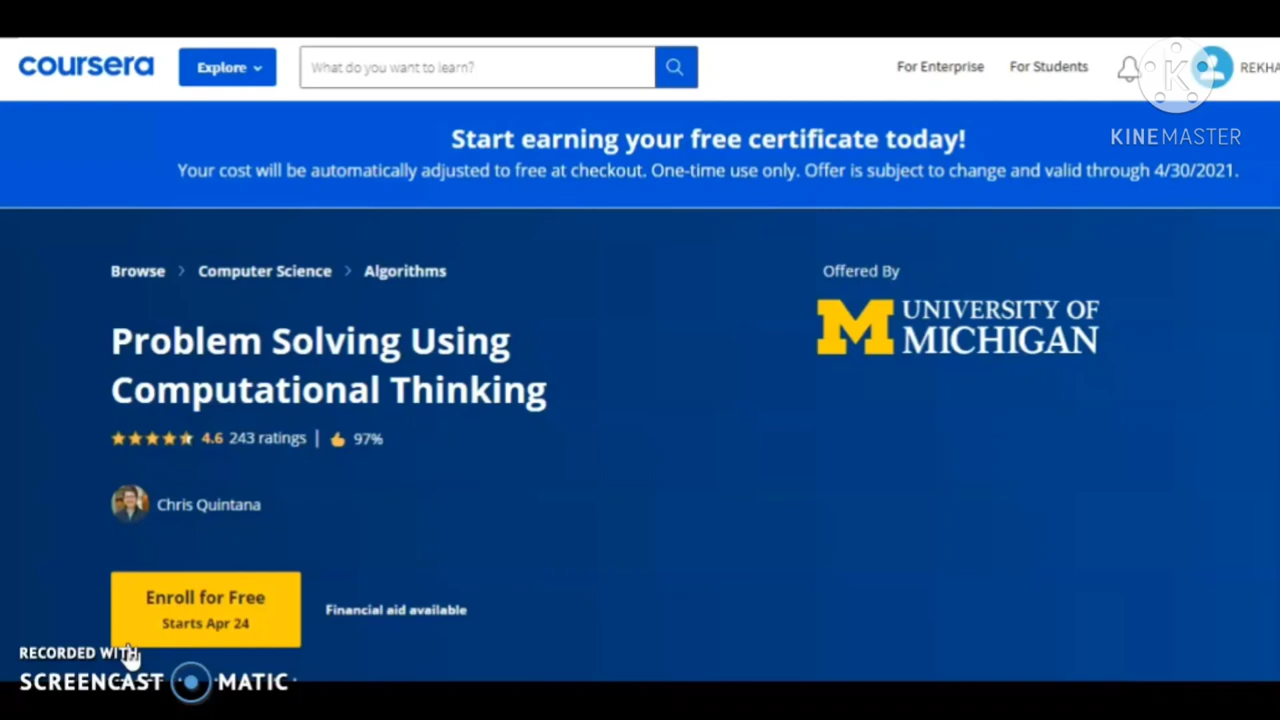 coursera
Explore
What do you want to learn?
For Enterprise
For Students
REKHA
K
KINEMASTER
Start earning your free certificate today!
Your cost will be automatically adjusted to free at checkout. One-time use only. Offer is subject to change and valid through 4/30/2021.
Browse > Computer Science > Algorithms
Offered By
M UNIVERSITY OF
MICHIGAN
Problem Solving Using
Computational Thinking
4.6 243 ratings | 97%
Chris Quintana
Enroll for Free
Starts Apr 24
Financial aid available
RECORDED WITH
SCREENCAST MATIC